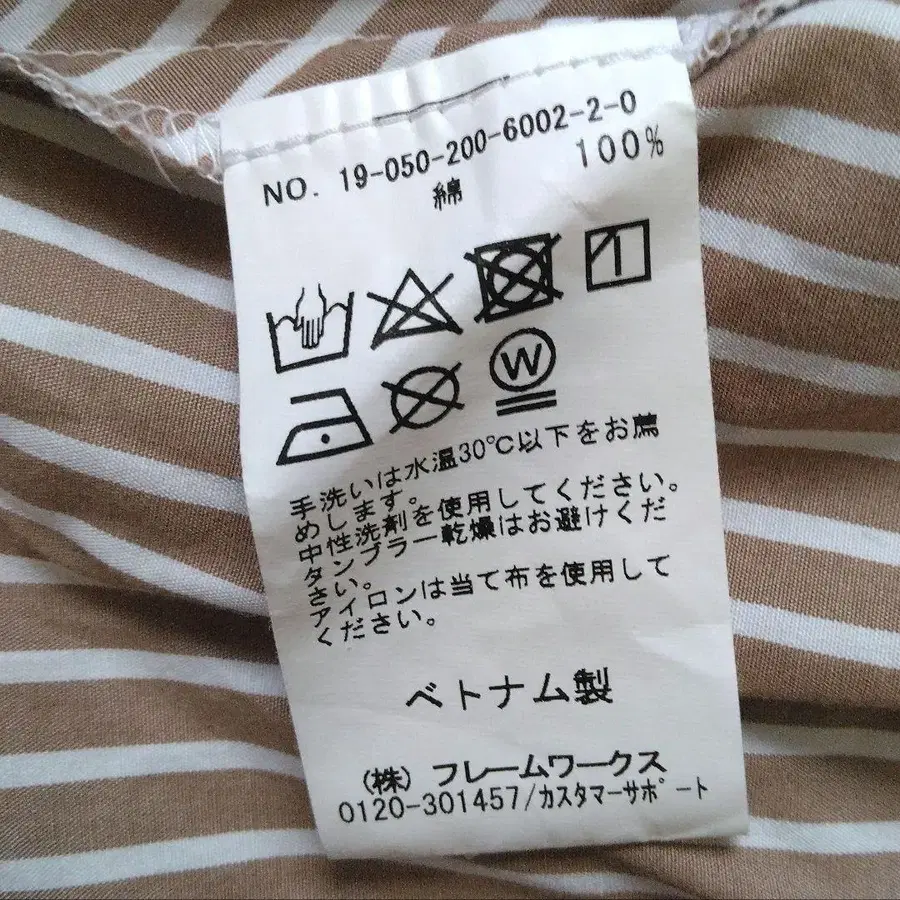 NO. 19-050-200-6002-2-0
綿 100%
W
手洗いは水温30℃以下をお薦
めします。
中性洗剤を使用してください。
タンブラー乾燥はお避けくだ
さい。
アイロンは当て布を使用して
ください。
ベトナム製
(株) フレームワークス
0120-301457/カスタマーサポート